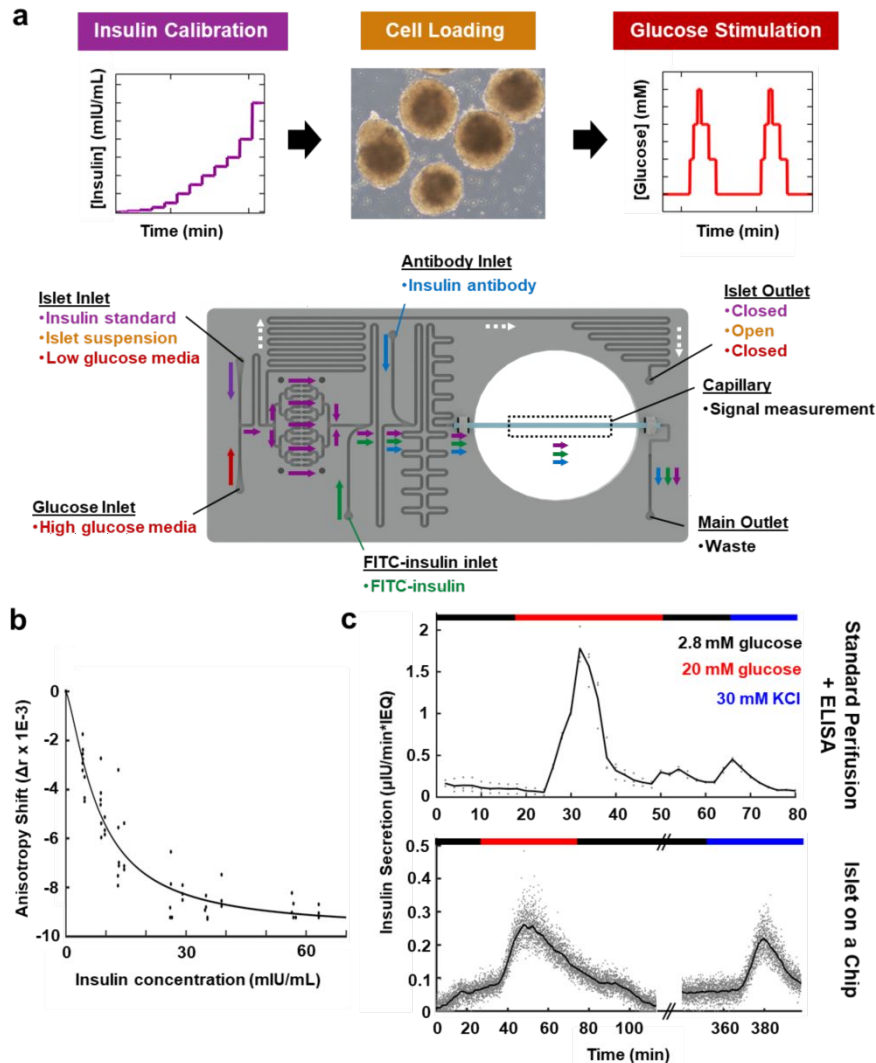 a
Insulin Calibration
Cell Loading
Glucose Stimulation
[Insulin] (mIU/mL)
Time (min)
[Glucose] (mM)
Time (min)
Antibody Inlet
•Insulin antibody
Islet Inlet
•Insulin standard
•Islet suspension
•Low glucose media
Islet Outlet
•Closed
•Open
•Closed
Capillary
•Signal measurement
Glucose Inlet
•High glucose media
FITC-insulin inlet
•FITC-insulin
Main Outlet
•Waste
b
0
-2
-4
-6
-8
-10
Anisotropy Shift (Δr x 1E-3)
0 30 60
Insulin concentration (mIU/mL)
c
2
1.5
1
0.5
0
2.8 mM glucose
20 mM glucose
30 mM KCl
0 10 20 30 40 50 60 70 80
Standard Perifusion
+ ELISA
Insulin Secretion (µIU/min*IEQ)
0.5
0.4
0.3
0.2
0.1
0
0 20 40 60 80 100 360 380
Time (min)
Islet on a Chip